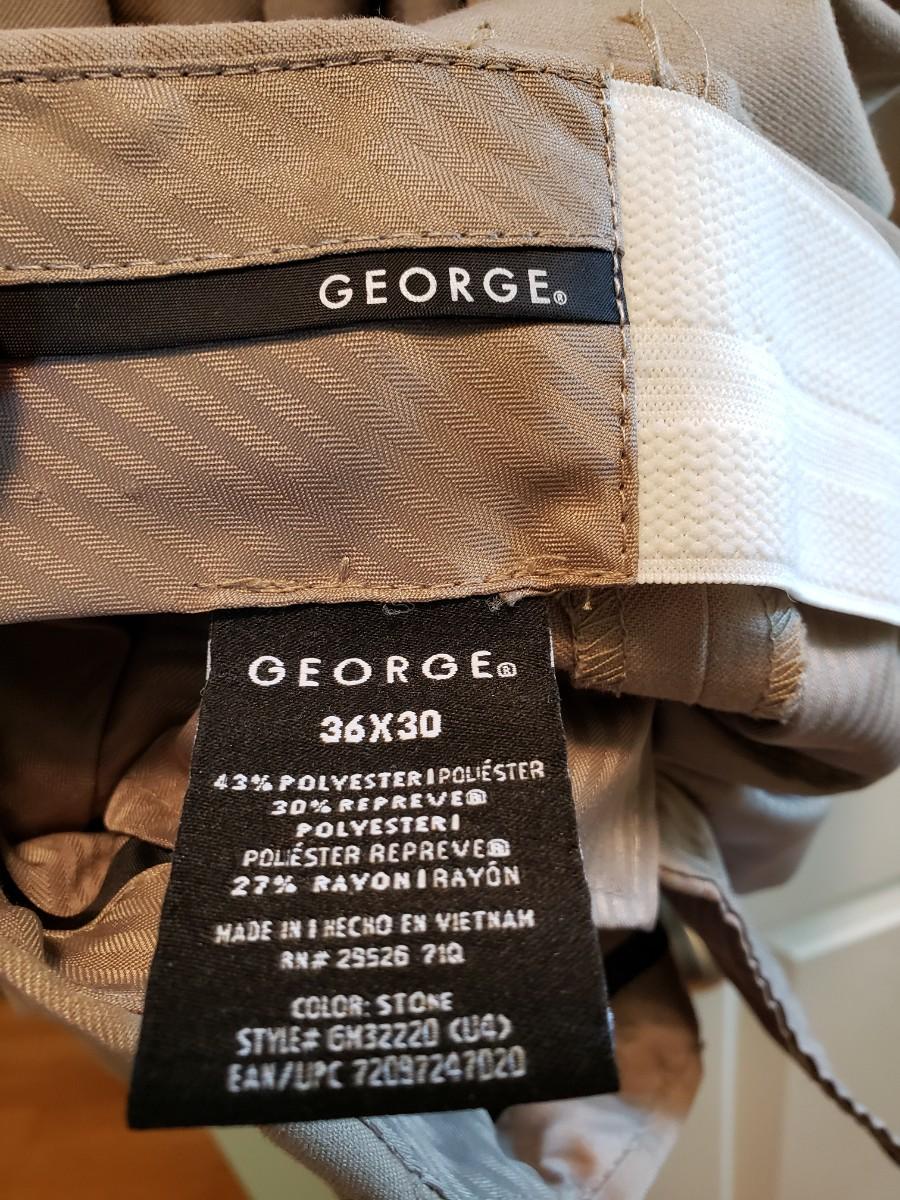 GEORGE®
GEORGE®
36X30
43% POLYESTER|POLIÉSTER
30% REPREVE®
POLYESTER|
POLIÉSTER REPREVE®
27% RAYON|RAYÓN
MADE IN|HECHO EN VIETNAM
RN# 29526 71Q
COLOR: STONE
STYLE# GM32220 (U4)
EAN/UPC 72097247020